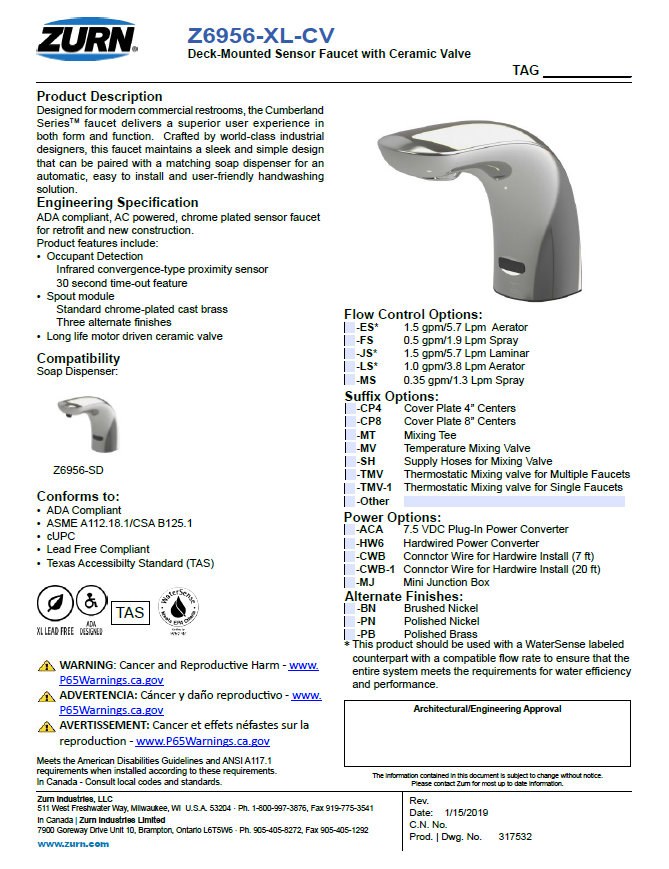 ZURN
®
Z6956-XL-CV
Deck-Mounted Sensor Faucet with Ceramic Valve
TAG ___________
Product Description
Designed for modern commercial restrooms, the Cumberland
Series™ faucet delivers a superior user experience in
both form and function. Crafted by world-class industrial
designers, this faucet maintains a sleek and simple design
that can be paired with a matching soap dispenser for an
automatic, easy to install and user-friendly handwashing
solution.
Engineering Specification
ADA compliant, AC powered, chrome plated sensor faucet
for retrofit and new construction.
Product features include:
• Occupant Detection
Infrared convergence-type proximity sensor
30 second time-out feature
• Spout module
Standard chrome-plated cast brass
Three alternate finishes
• Long life motor driven ceramic valve
Compatibility
Soap Dispenser:
Z6956-SD
Conforms to:
• ADA Compliant
• ASME A112.18.1/CSA B125.1
• cUPC
• Lead Free Compliant
• Texas Accessibilty Standard (TAS)
XL LEAD FREE
ADA
DESIGNED
TAS
WaterSense
Meets EPA Criteria
WARNING: Cancer and Reproductive Harm - www.
P65Warnings.ca.gov
ADVERTENCIA: Cáncer y daño reproductivo - www.
P65Warnings.ca.gov
AVERTISSEMENT: Cancer et effets néfastes sur la
reproduction - www.P65Warnings.ca.gov
Meets the American Disabilities Guidelines and ANSI A117.1
requirements when installed according to these requirements.
In Canada - Consult local codes and standards.
Flow Control Options:
-ES* 1.5 gpm/5.7 Lpm Aerator
-FS 0.5 gpm/1.9 Lpm Spray
-JS* 1.5 gpm/5.7 Lpm Laminar
-LS* 1.0 gpm/3.8 Lpm Aerator
-MS 0.35 gpm/1.3 Lpm Spray
Suffix Options:
-CP4 Cover Plate 4" Centers
-CP8 Cover Plate 8" Centers
-MT Mixing Tee
-MV Temperature Mixing Valve
-SH Supply Hoses for Mixing Valve
-TMV Thermostatic Mixing valve for Multiple Faucets
-TMV-1 Thermostatic Mixing valve for Single Faucets
-Other
Power Options:
-ACA 7.5 VDC Plug-In Power Converter
-HW6 Hardwired Power Converter
-CWB Connctor Wire for Hardwire Install (7 ft)
-CWB-1 Connctor Wire for Hardwire Install (20 ft)
-MJ Mini Junction Box
Alternate Finishes:
-BN Brushed Nickel
-PN Polished Nickel
-PB Polished Brass
* This product should be used with a WaterSense labeled
counterpart with a compatible flow rate to ensure that the
entire system meets the requirements for water efficiency
and performance.
Architectural/Engineering Approval
The information contained in this document is subject to change without notice.
Please contact Zurn for most up to date information.
Zurn Industries, LLC
511 West Freshwater Way, Milwaukee, WI U.S.A. 53204 · Ph. 1-800-997-3876, Fax 919-775-3541
In Canada | Zurn Industries Limited
7900 Goreway Drive Unit 10, Brampton, Ontario L6T5W6 · Ph. 905-405-8272, Fax 905-405-1292
www.zurn.com
Rev.
Date: 1/15/2019
C.N. No.
Prod. | Dwg. No. 317532